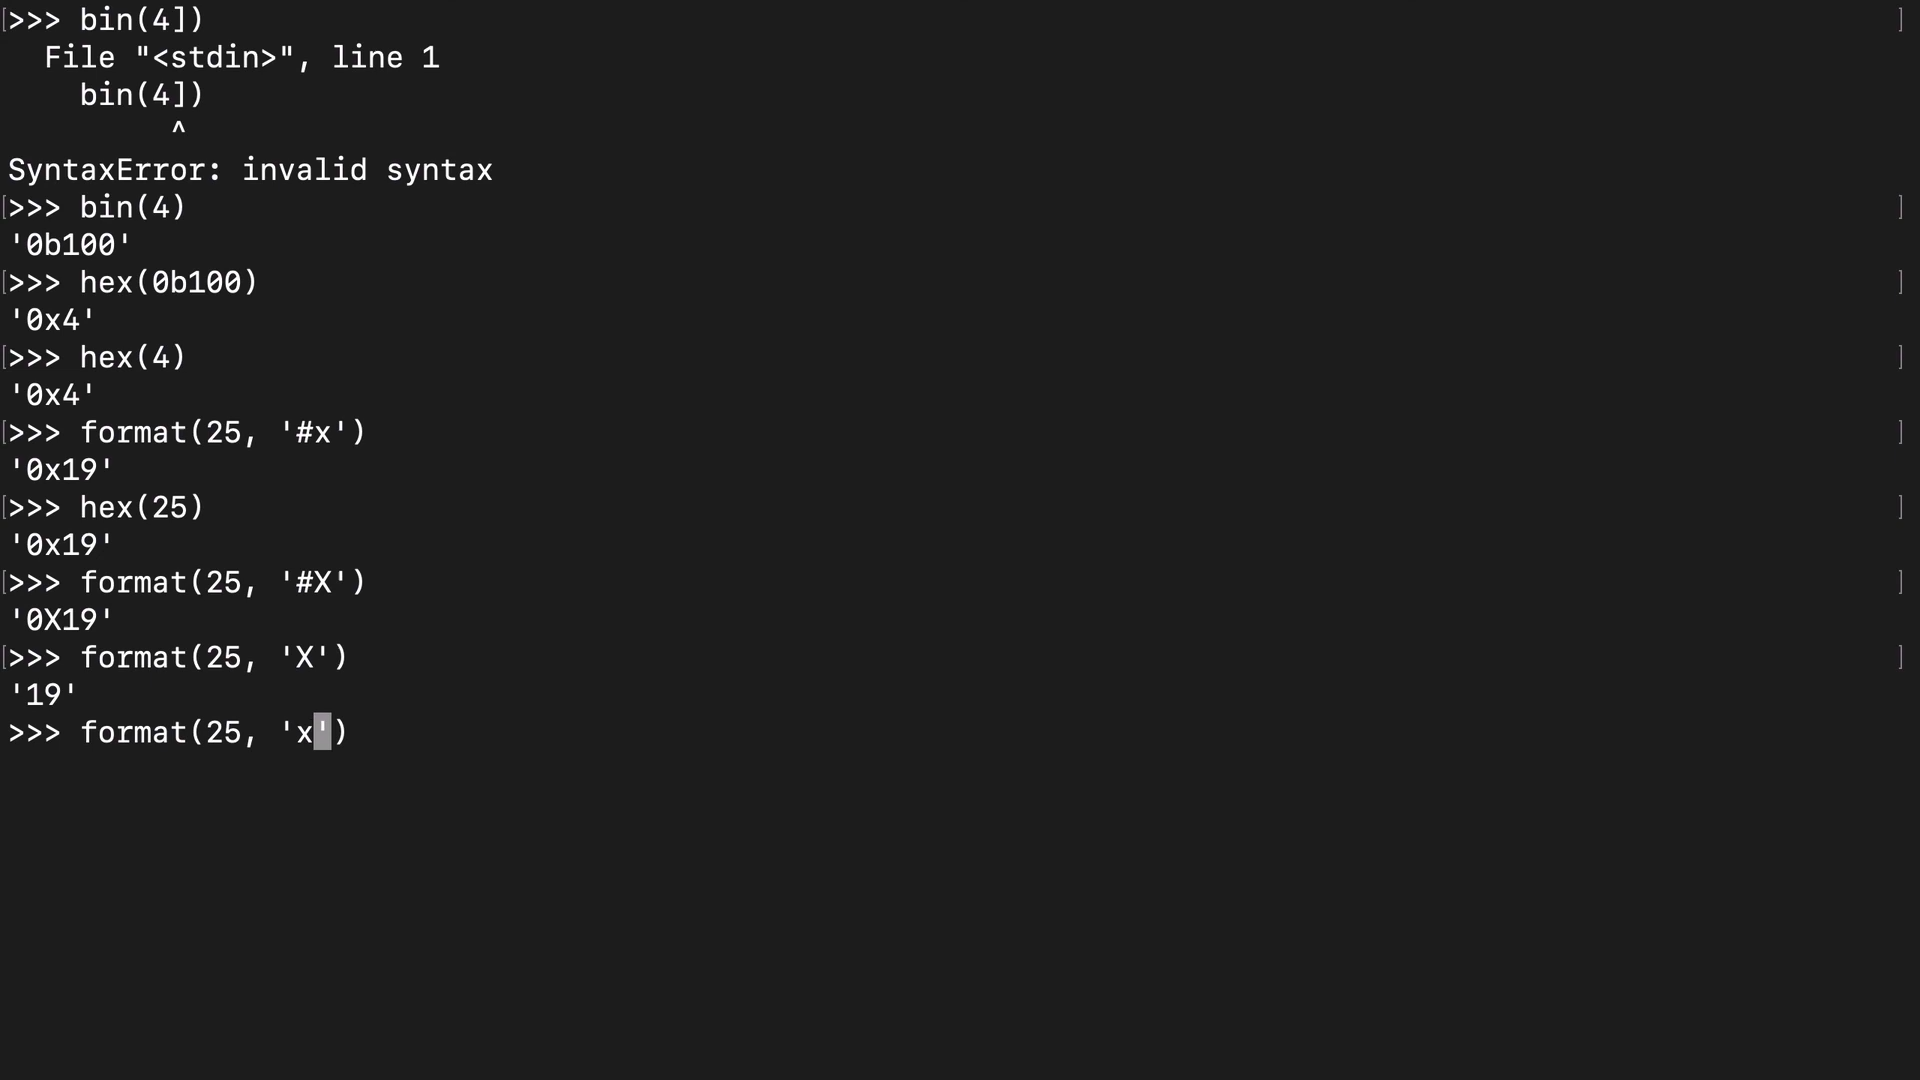 [>>> bin(4]) ]
  File "<stdin>", line 1
    bin(4])
         ^
SyntaxError: invalid syntax
[>>> bin(4) ]
'0b100'
[>>> hex(0b100) ]
'0x4'
[>>> hex(4) ]
'0x4'
[>>> format(25, '#x') ]
'0x19'
[>>> hex(25) ]
'0x19'
[>>> format(25, '#X') ]
'0X19'
[>>> format(25, 'X') ]
'19'
>>> format(25, 'x')